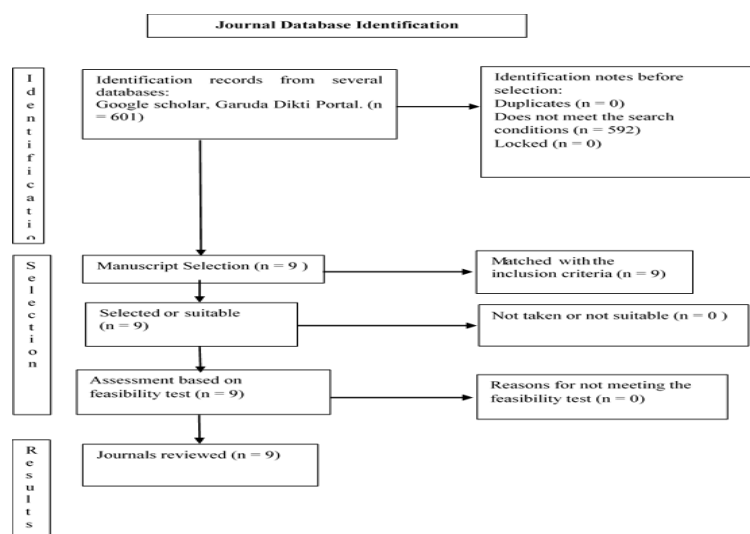 Journal Database Identification
Identificatio
Identification records from several
databases:
Google scholar, Garuda Dikti Portal. (n
= 601)
Identification notes before
selection:
Duplicates (n = 0)
Does not meet the search
conditions (n = 592)
Locked (n = 0)
Selection
Manuscript Selection (n = 9 )
Matched with the
inclusion criteria (n = 9)
Selected or suitable
(n = 9)
Not taken or not suitable (n = 0 )
Assessment based on
feasibility test (n = 9)
Reasons for not meeting the
feasibility test (n = 0)
Results
Journals reviewed (n = 9)